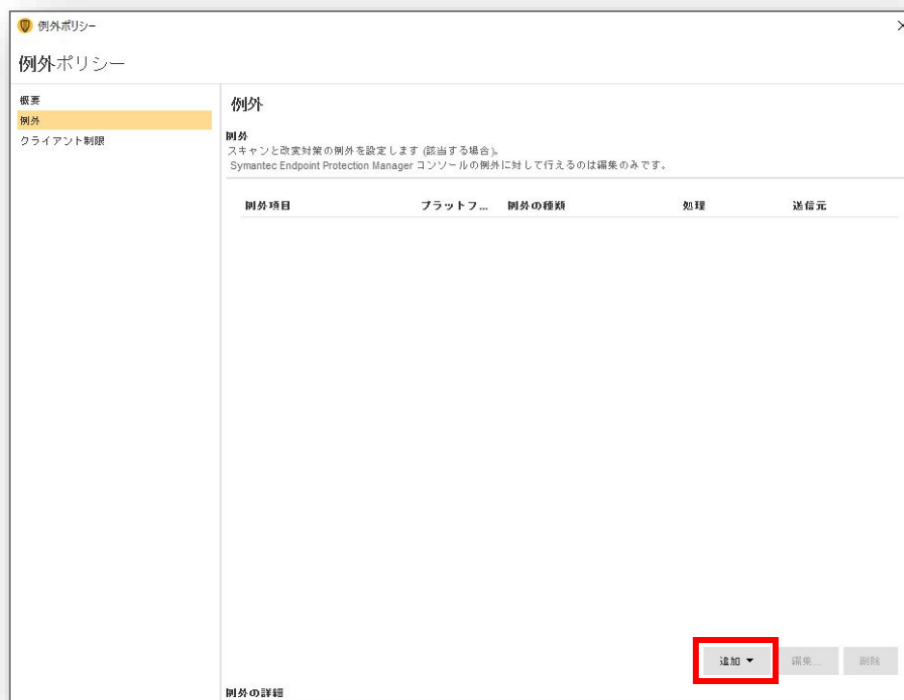 例外ポリシー
例外ポリシー
概要
例外
クライアント制限
例外
例外
スキャンと改変対策の例外を設定します (該当する場合)。
Symantec Endpoint Protection Manager コンソールの例外に対して行えるのは編集のみです。
例外項目 プラットフ... 例外の種類 処理 送信元
追加 編集... 削除
例外の詳細